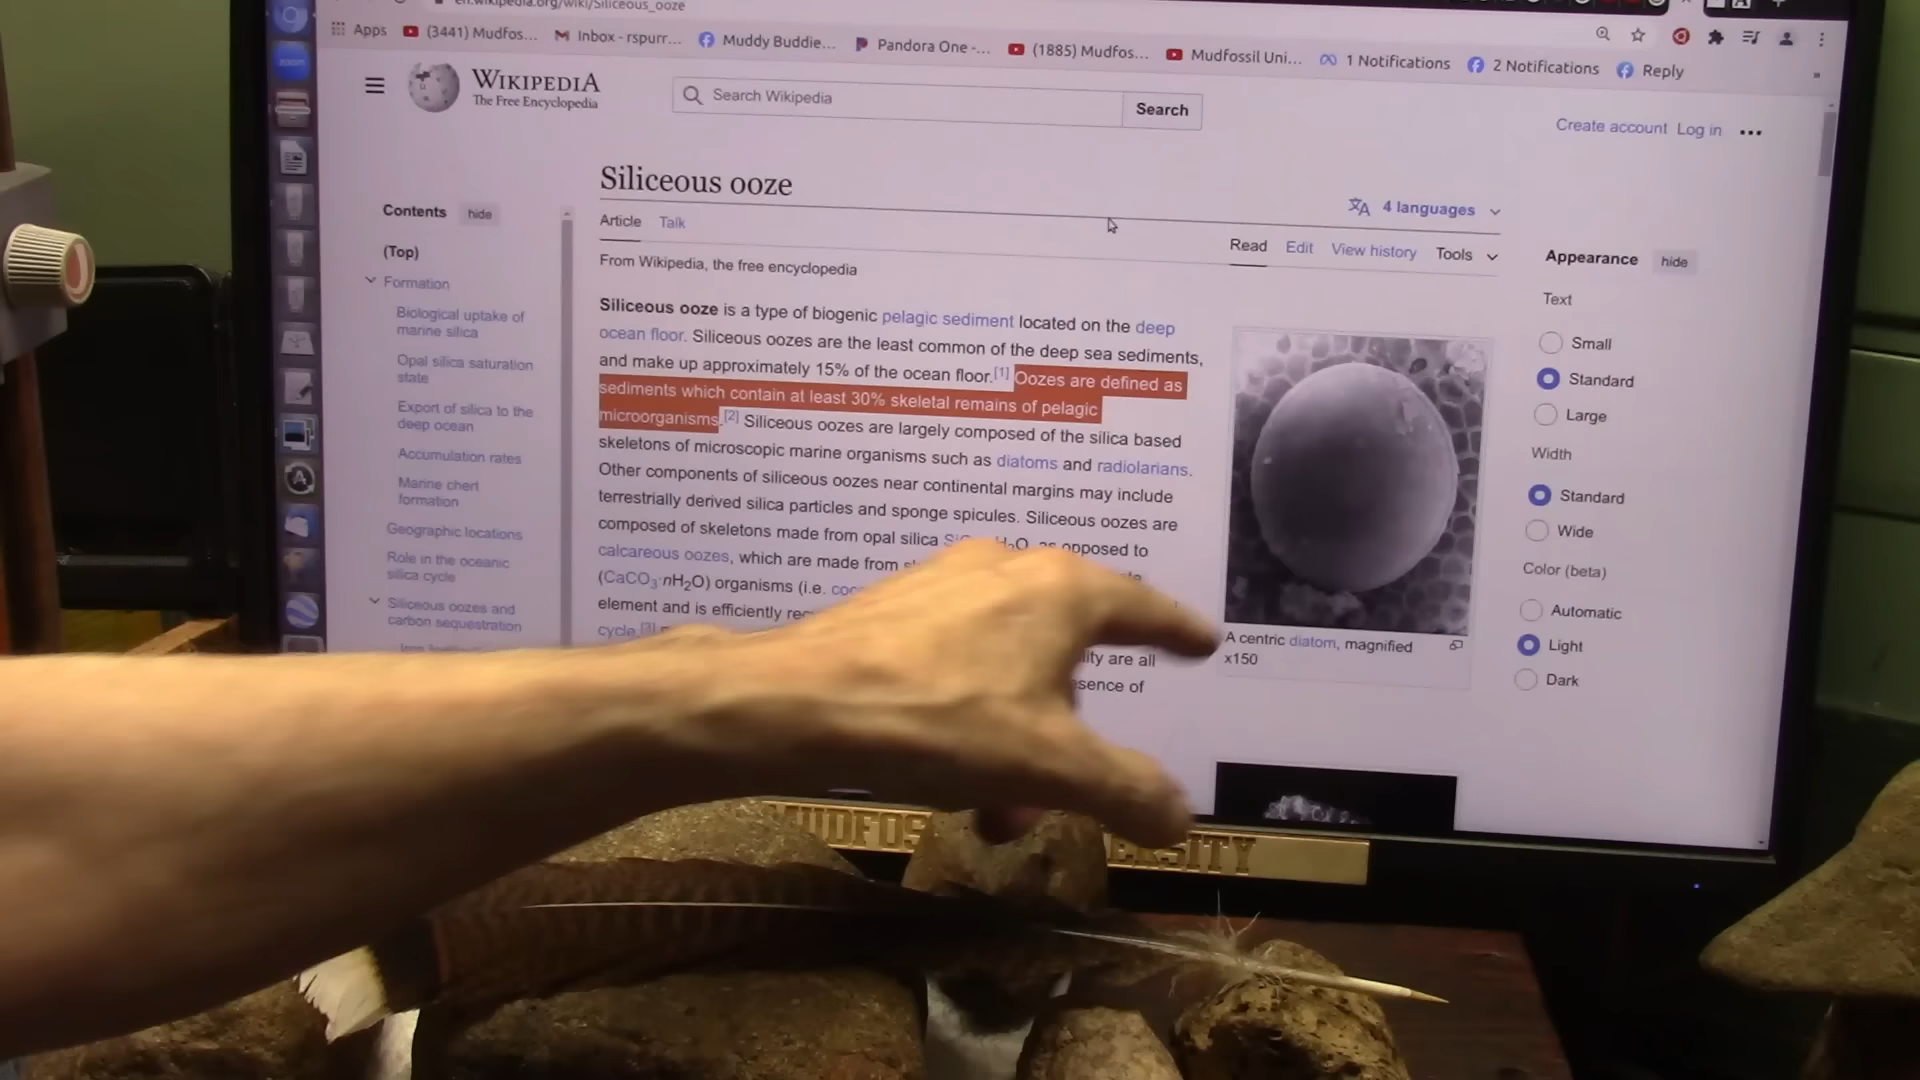 en.wikipedia.org/wiki/Siliceous_ooze
Apps (3441) Mudfos... Inbox - rspurr... Muddy Buddie... Pandora One -... (1885) Mudfos... Mudfossil Uni... 1 Notifications 2 Notifications Reply »
WIKIPEDIA
The Free Encyclopedia
Search Wikipedia Search
Create account Log in
Siliceous ooze
4 languages
Contents hide
Article Talk
Read Edit View history Tools
Appearance hide
(Top)
Formation
Biological uptake of
marine silica
Opal silica saturation
state
Export of silica to the
deep ocean
Accumulation rates
Marine chert
formation
Geographic locations
Role in the oceanic
silica cycle
Siliceous oozes and
carbon sequestration
From Wikipedia, the free encyclopedia
Siliceous ooze is a type of biogenic pelagic sediment located on the deep
ocean floor. Siliceous oozes are the least common of the deep sea sediments,
and make up approximately 15% of the ocean floor.[1] Oozes are defined as
sediments which contain at least 30% skeletal remains of pelagic
microorganisms.[2] Siliceous oozes are largely composed of the silica based
skeletons of microscopic marine organisms such as diatoms and radiolarians.
Other components of siliceous oozes near continental margins may include
terrestrially derived silica particles and sponge spicules. Siliceous oozes are
composed of skeletons made from opal silica H₂O, as opposed to
calcareous oozes, which are made from
(CaCO₃·nH₂O) organisms (i.e.
element and is efficiently
cycle.[3]
are all
of
A centric diatom, magnified
x150
Text
Small
Standard
Large
Width
Standard
Wide
Color (beta)
Automatic
Light
Dark
zoom
MUDFOS ERSITY